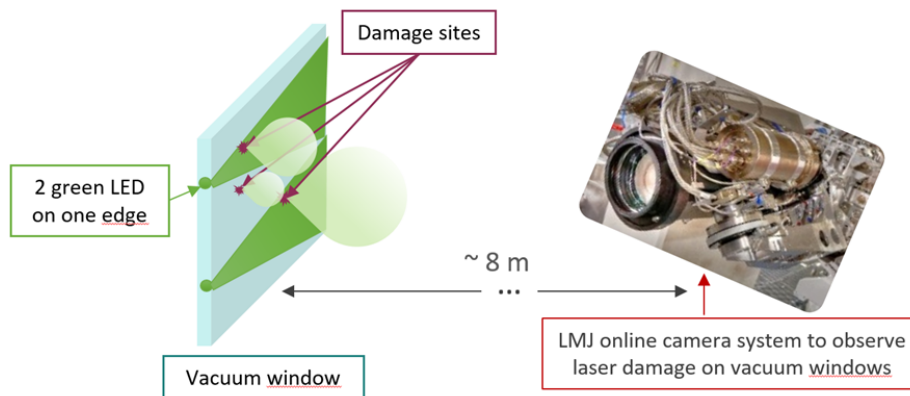 Damage sites
2 green LED
on one edge
~ 8 m
...
LMJ online camera system to observe
laser damage on vacuum windows
Vacuum window